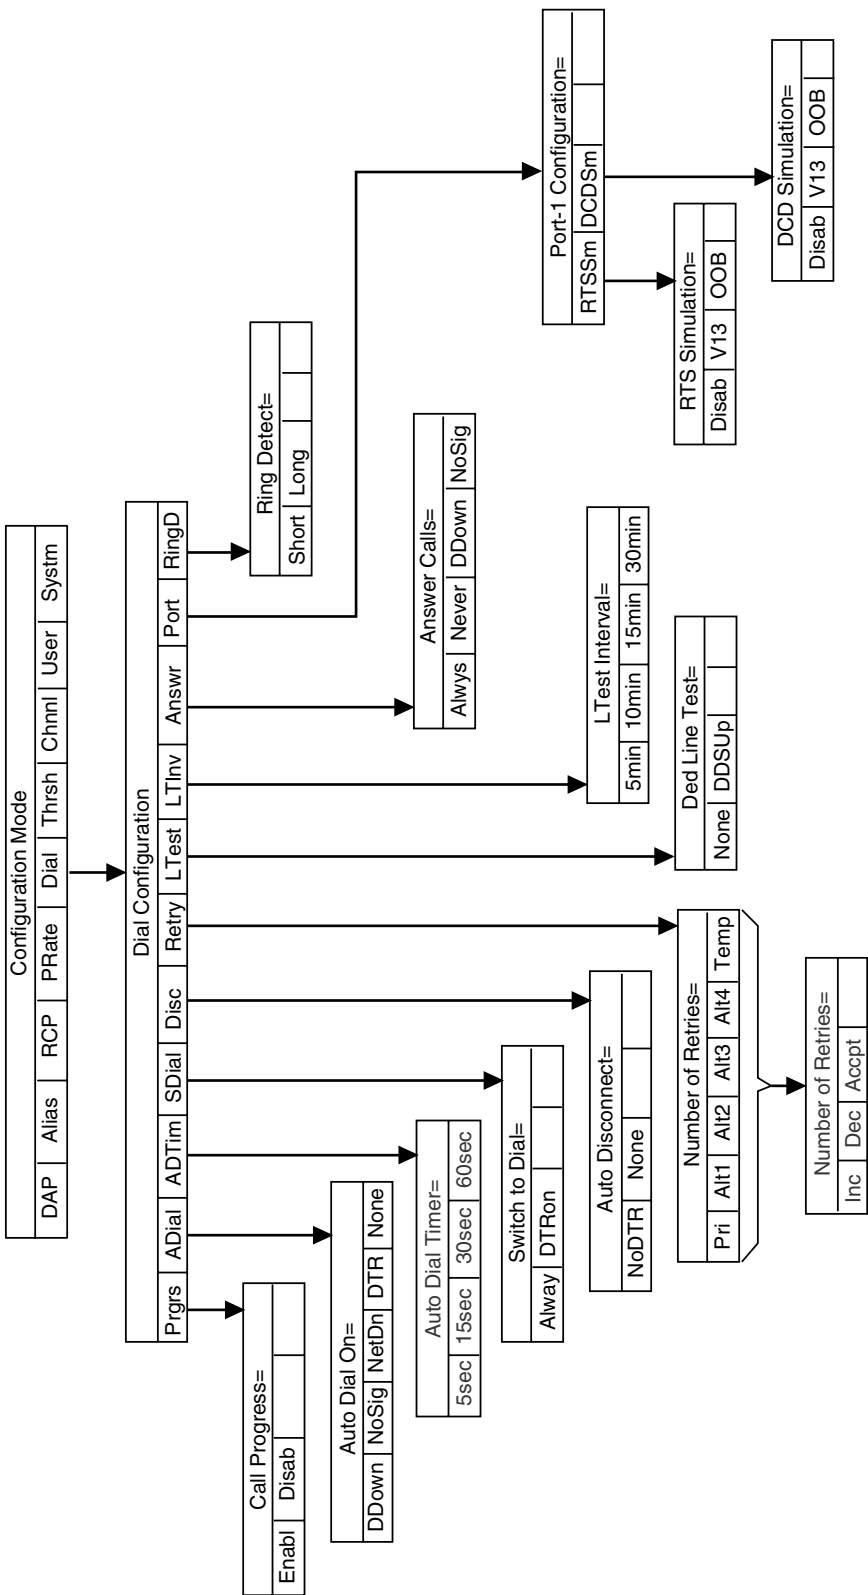 Configuration Mode
DAP Alias RCP PRate Dial Thrsh Chnnl User Systm
Dial Configuration
Prgrs ADial ADTim SDial Disc Retry LTest LTInv Answr Port RingD
Call Progress=
Enabl Disab
Ring Detect=
Short Long
Auto Dial On=
DDown NoSig NetDn DTR None
Auto Dial Timer=
5sec 15sec 30sec 60sec
Answer Calls=
Alwys Never DDown NoSig
Switch to Dial=
Alway DTRon
Port-1 Configuration=
RTSSm DCDSm
Auto Disconnect=
NoDTR None
LTest Interval=
5min 10min 15min 30min
Number of Retries=
Pri Alt1 Alt2 Alt3 Alt4 Temp
Ded Line Test=
None DDSUp
RTS Simulation=
Disab V13 OOB
DCD Simulation=
Disab V13 OOB
Number of Retries=
Inc Dec Accpt